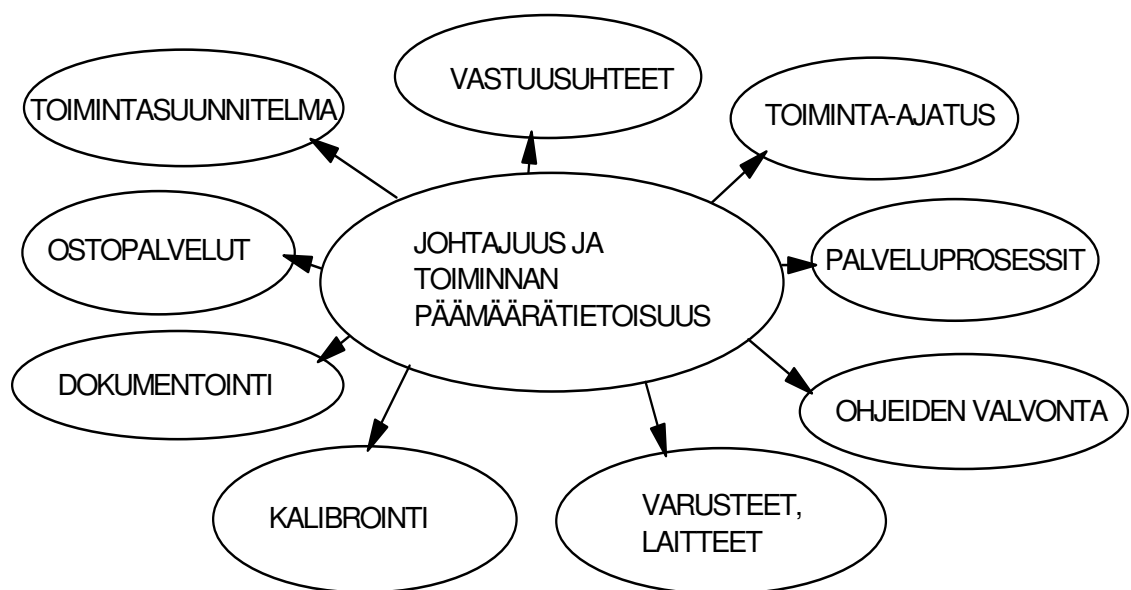 VASTUUSUHTEET
TOIMINTASUUNNITELMA
TOIMINTA-AJATUS
OSTOPALVELUT
JOHTAJUUS JA
TOIMINNAN
PÄÄMÄÄRÄTIETOISUUS
PALVELUPROSESSIT
DOKUMENTOINTI
OHJEIDEN VALVONTA
KALIBROINTI
VARUSTEET,
LAITTEET